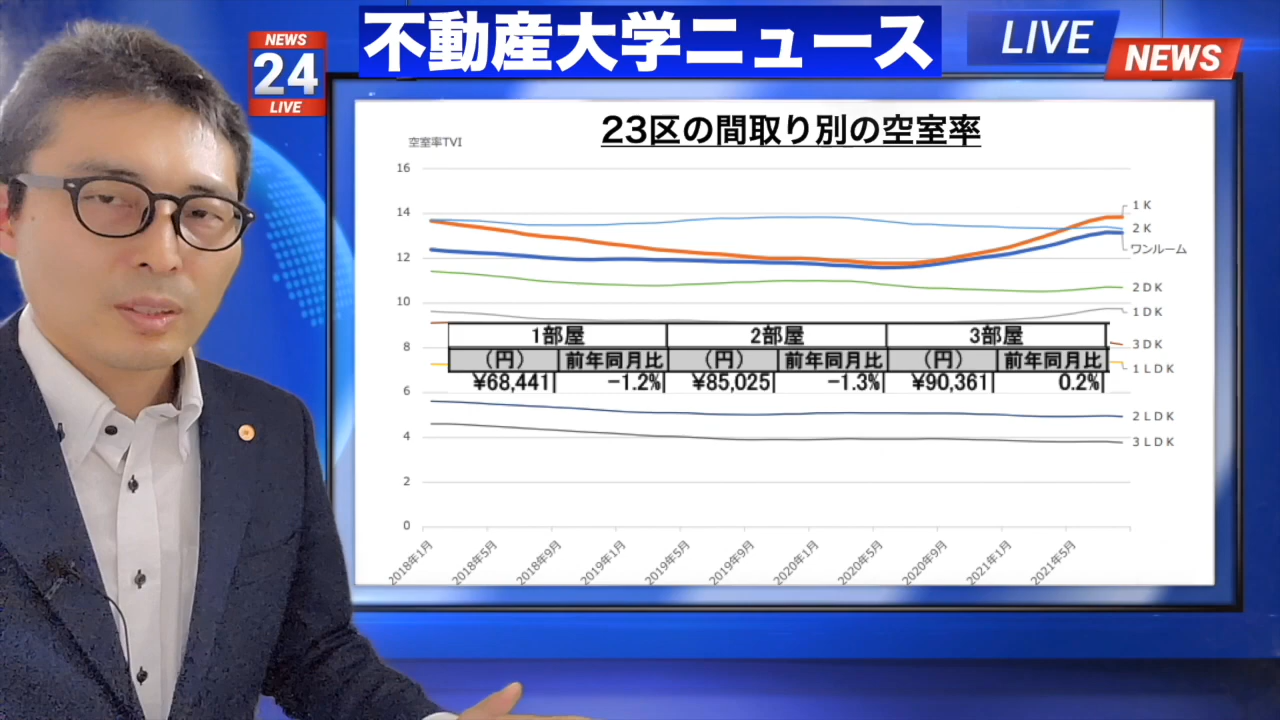 不動産大学ニュース
NEWS
24
LIVE
LIVE
NEWS
23区の間取り別の空室率
空室率TVI
16
14
12
10
8
6
4
2
0
1K
2K
ワンルーム
2DK
1DK
3DK
1LDK
2LDK
3LDK
1部屋 2部屋 3部屋
(円) 前年同月比 (円) 前年同月比 (円) 前年同月比
¥68,441 -1.2% ¥85,025 -1.3% ¥90,361 0.2%
2018年1月 2018年5月 2018年9月 2019年1月 2019年5月 2019年9月 2020年1月 2020年5月 2020年9月 2021年1月 2021年5月